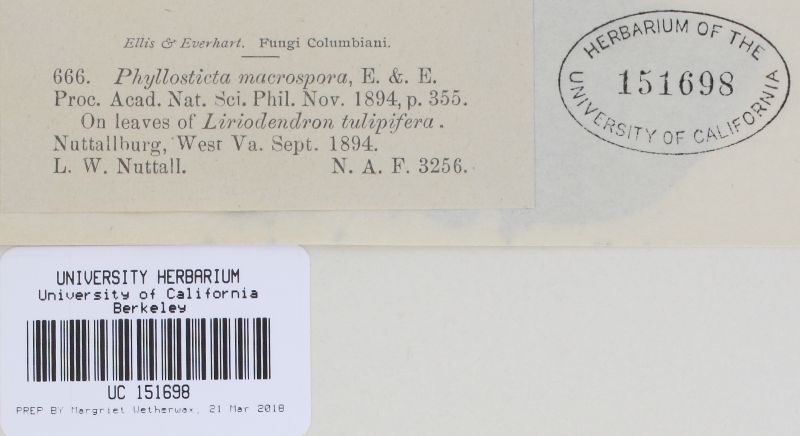 Ellis & Everhart. Fungi Columbiani.
666. Phyllosticta macrospora, E. &. E.
Proc. Acad. Nat. Sci. Phil. Nov. 1894, p. 355.
On leaves of Liriodendron tulipifera.
Nuttallburg, West Va. Sept. 1894.
L. W. Nuttall. N. A. F. 3256.
HERBARIUM OF THE
151698
UNIVERSITY OF CALIFORNIA
UNIVERSITY HERBARIUM
University of California
Berkeley
UC 151698
PREP BY Margriet Wetherwax, 21 Mar 2018